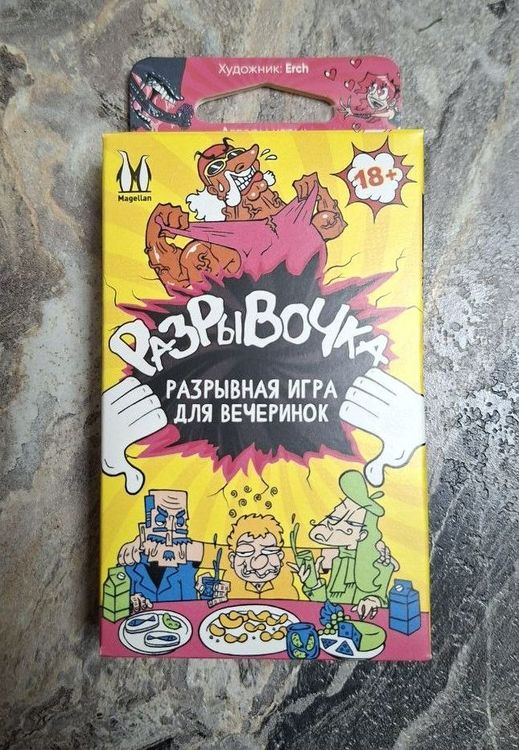 Художник: Erch
Magellan
18+
РАЗРЫВОЧКА
РАЗРЫВНАЯ ИГРА
ДЛЯ ВЕЧЕРИНОК